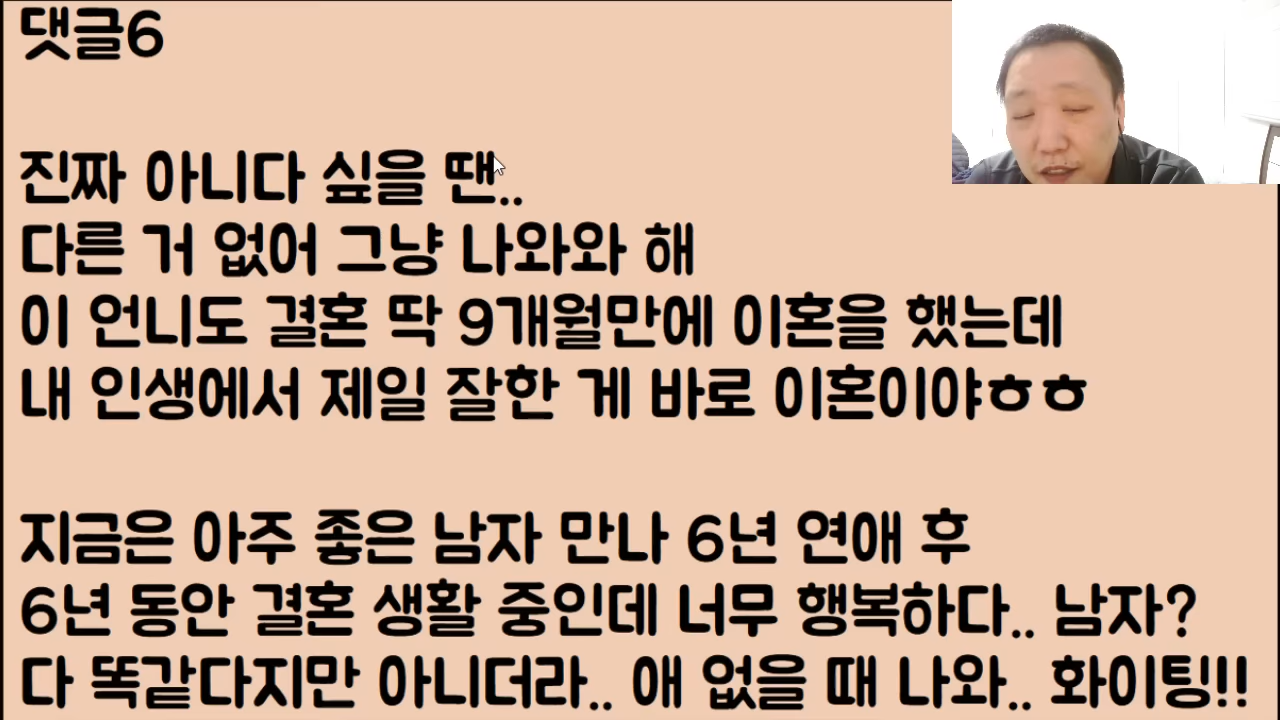 댓글6
진짜 아니다 싶을 땐..
다른 거 없어 그냥 나와와 해
이 언니도 결혼 딱 9개월만에 이혼을 했는데
내 인생에서 제일 잘한 게 바로 이혼이야ㅎㅎ
지금은 아주 좋은 남자 만나 6년 연애 후
6년 동안 결혼 생활 중인데 너무 행복하다.. 남자?
다 똑같다지만 아니더라.. 애 없을 때 나와.. 화이팅!!